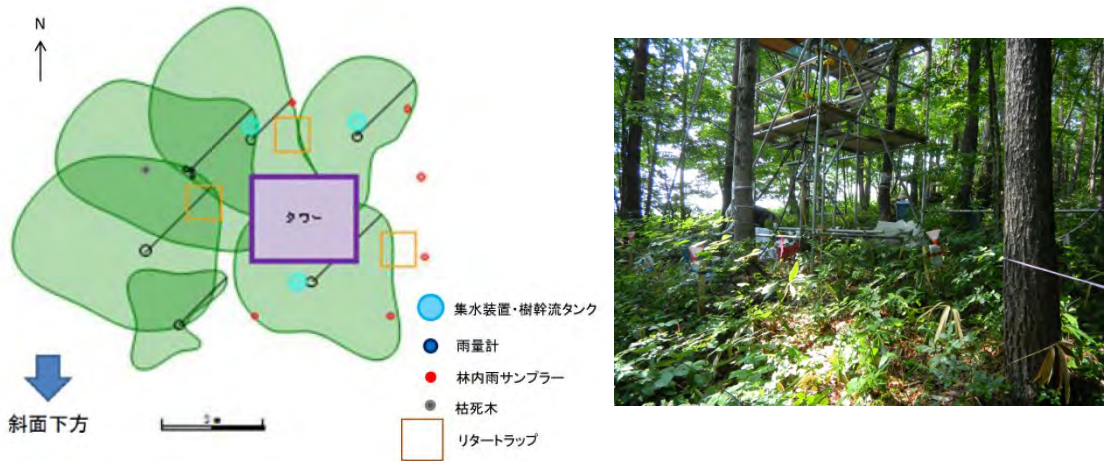 N
タワー
集水装置・樹幹流タンク
雨量計
林内雨サンプラー
枯死木
リタートラップ
斜面下方